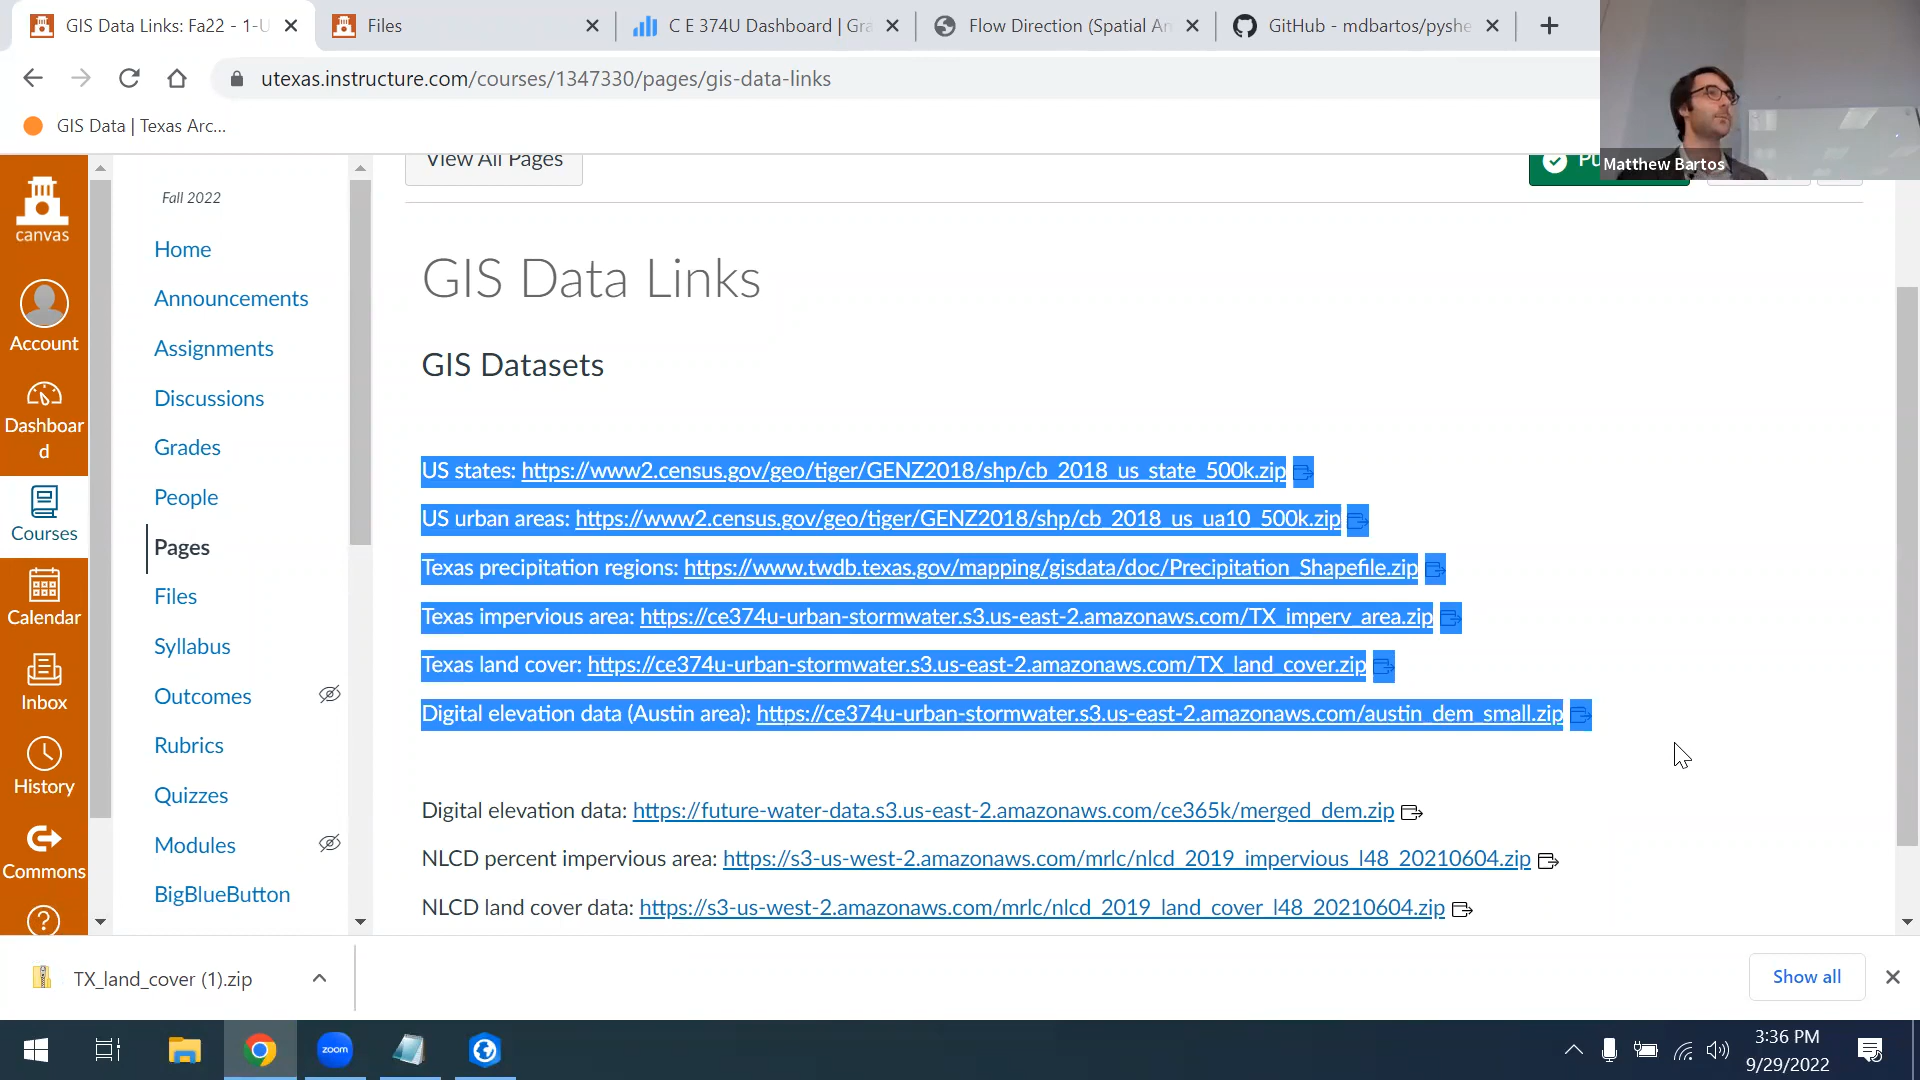 GIS Data Links: Fa22 - 1-U
Files
C E 374U Dashboard | Gra
Flow Direction (Spatial An
GitHub - mdbartos/pyshe
utexas.instructure.com/courses/1347330/pages/gis-data-links
GIS Data | Texas Arc...
Matthew Bartos
canvas
Account
Dashboar
d
Courses
Calendar
Inbox
History
Commons
Fall 2022
Home
Announcements
Assignments
Discussions
Grades
People
Pages
Files
Syllabus
Outcomes
Rubrics
Quizzes
Modules
BigBlueButton
View All Pages
GIS Data Links
GIS Datasets
US states: https://www2.census.gov/geo/tiger/GENZ2018/shp/cb_2018_us_state_500k.zip
US urban areas: https://www2.census.gov/geo/tiger/GENZ2018/shp/cb_2018_us_ua10_500k.zip
Texas precipitation regions: https://www.twdb.texas.gov/mapping/gisdata/doc/Precipitation_Shapefile.zip
Texas impervious area: https://ce374u-urban-stormwater.s3.us-east-2.amazonaws.com/TX_imperv_area.zip
Texas land cover: https://ce374u-urban-stormwater.s3.us-east-2.amazonaws.com/TX_land_cover.zip
Digital elevation data (Austin area): https://ce374u-urban-stormwater.s3.us-east-2.amazonaws.com/austin_dem_small.zip
Digital elevation data: https://future-water-data.s3.us-east-2.amazonaws.com/ce365k/merged_dem.zip
NLCD percent impervious area: https://s3-us-west-2.amazonaws.com/mrlc/nlcd_2019_impervious_l48_20210604.zip
NLCD land cover data: https://s3-us-west-2.amazonaws.com/mrlc/nlcd_2019_land_cover_l48_20210604.zip
TX_land_cover (1).zip
Show all
zoom
3:36 PM
9/29/2022